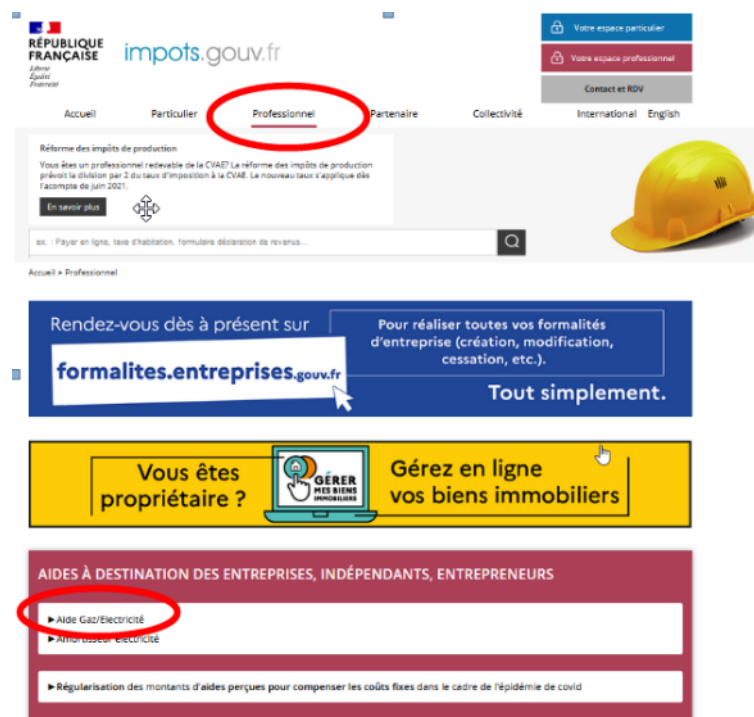 RÉPUBLIQUE
FRANÇAISE
Liberté
Égalité
Fraternité
impots.gouv.fr
Votre espace particulier
Votre espace professionnel
Contact et RDV
Accueil Particulier Professionnel Partenaire Collectivité International English
Réforme des impôts de production
Vous êtes un professionnel redevable de la CVAE? La réforme des impôts de production
prévoit la division par 2 du taux d'imposition à la CVAE. Le nouveau taux s'applique dès
l'acompte de juin 2021.
En savoir plus
ex. : Payer en ligne, taxe d'habitation, formulaire déclaration de revenus...
Accueil > Professionnel
Rendez-vous dès à présent sur
formalites.entreprises.gouv.fr
Pour réaliser toutes vos formalités
d'entreprise (création, modification,
cessation, etc.).
Tout simplement.
Vous êtes
propriétaire ?
GÉRER
MES BIENS
IMMOBILIERS
Gérez en ligne
vos biens immobiliers
AIDES À DESTINATION DES ENTREPRISES, INDÉPENDANTS, ENTREPRENEURS
►Aide Gaz/Electricité
►Amortisseur électricité
►Régularisation des montants d'aides perçues pour compenser les coûts fixes dans le cadre de l'épidémie de covid